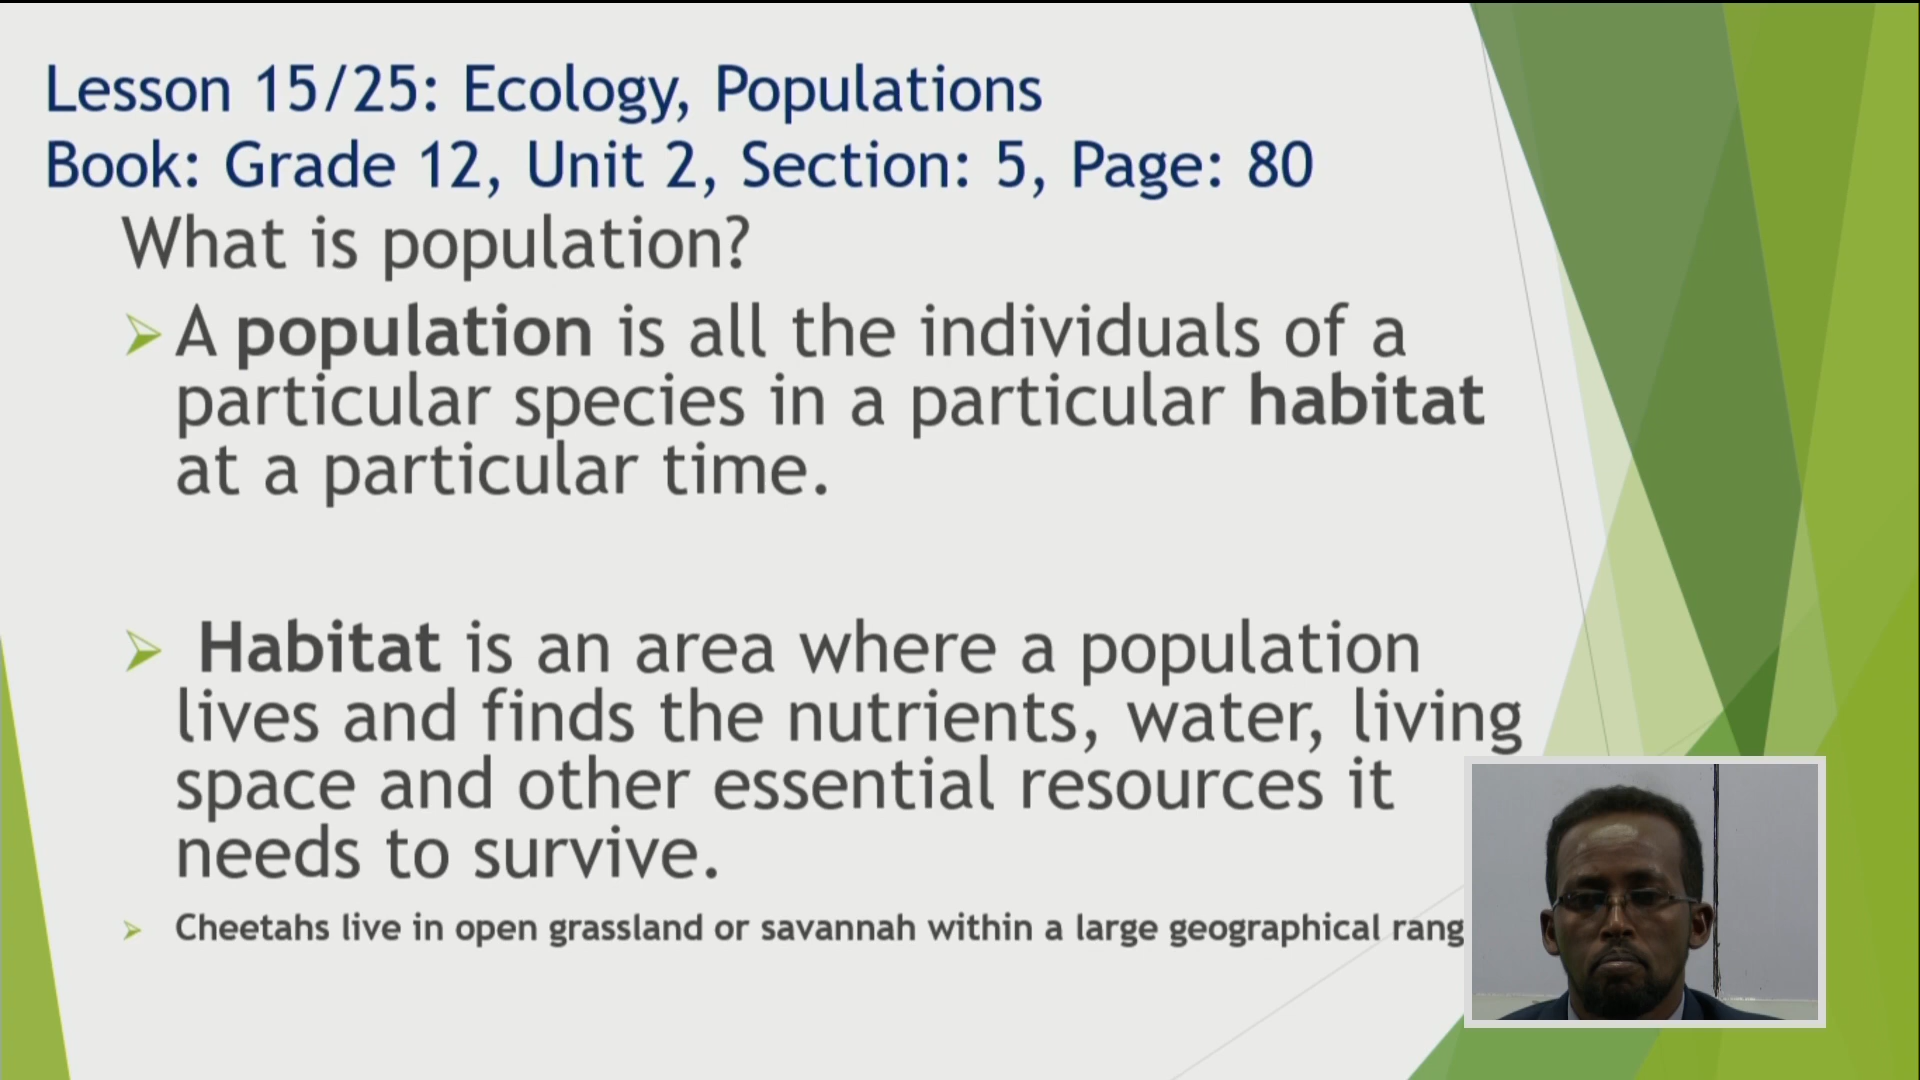 Lesson 15/25: Ecology, Populations
Book: Grade 12, Unit 2, Section: 5, Page: 80
What is population?
A population is all the individuals of a
particular species in a particular habitat
at a particular time.
Habitat is an area where a population
lives and finds the nutrients, water, living
space and other essential resources it
needs to survive.
Cheetahs live in open grassland or savannah within a large geographical rang